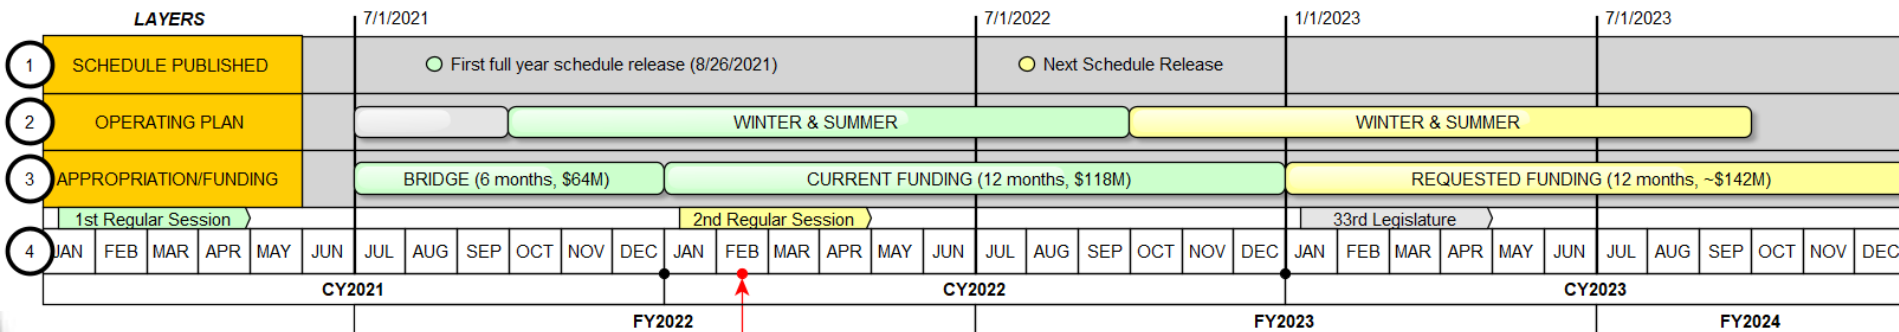 LAYERS
7/1/2021
7/1/2022
1/1/2023
7/1/2023
1
SCHEDULE PUBLISHED
First full year schedule release (8/26/2021)
Next Schedule Release
2
OPERATING PLAN
WINTER & SUMMER
WINTER & SUMMER
3
APPROPRIATION/FUNDING
BRIDGE (6 months, $64M)
CURRENT FUNDING (12 months, $118M)
REQUESTED FUNDING (12 months, ~$142M)
1st Regular Session
2nd Regular Session
33rd Legislature
4
JAN FEB MAR APR MAY JUN JUL AUG SEP OCT NOV DEC JAN FEB MAR APR MAY JUN JUL AUG SEP OCT NOV DEC JAN FEB MAR APR MAY JUN JUL AUG SEP OCT NOV DEC
CY2021
CY2022
CY2023
FY2022
FY2023
FY2024